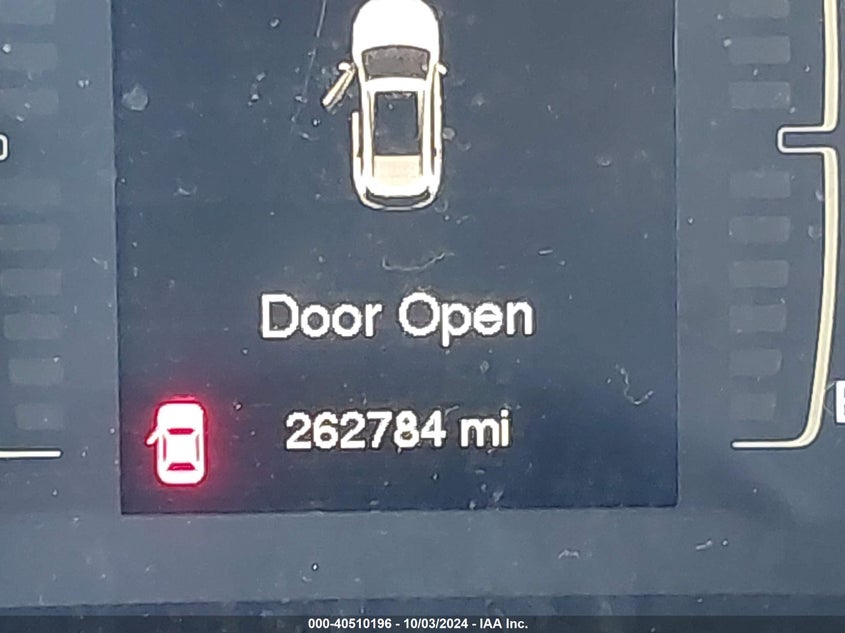 Door Open
262784 mi
E
000-40510196 - 10/03/2024 - IAA Inc.